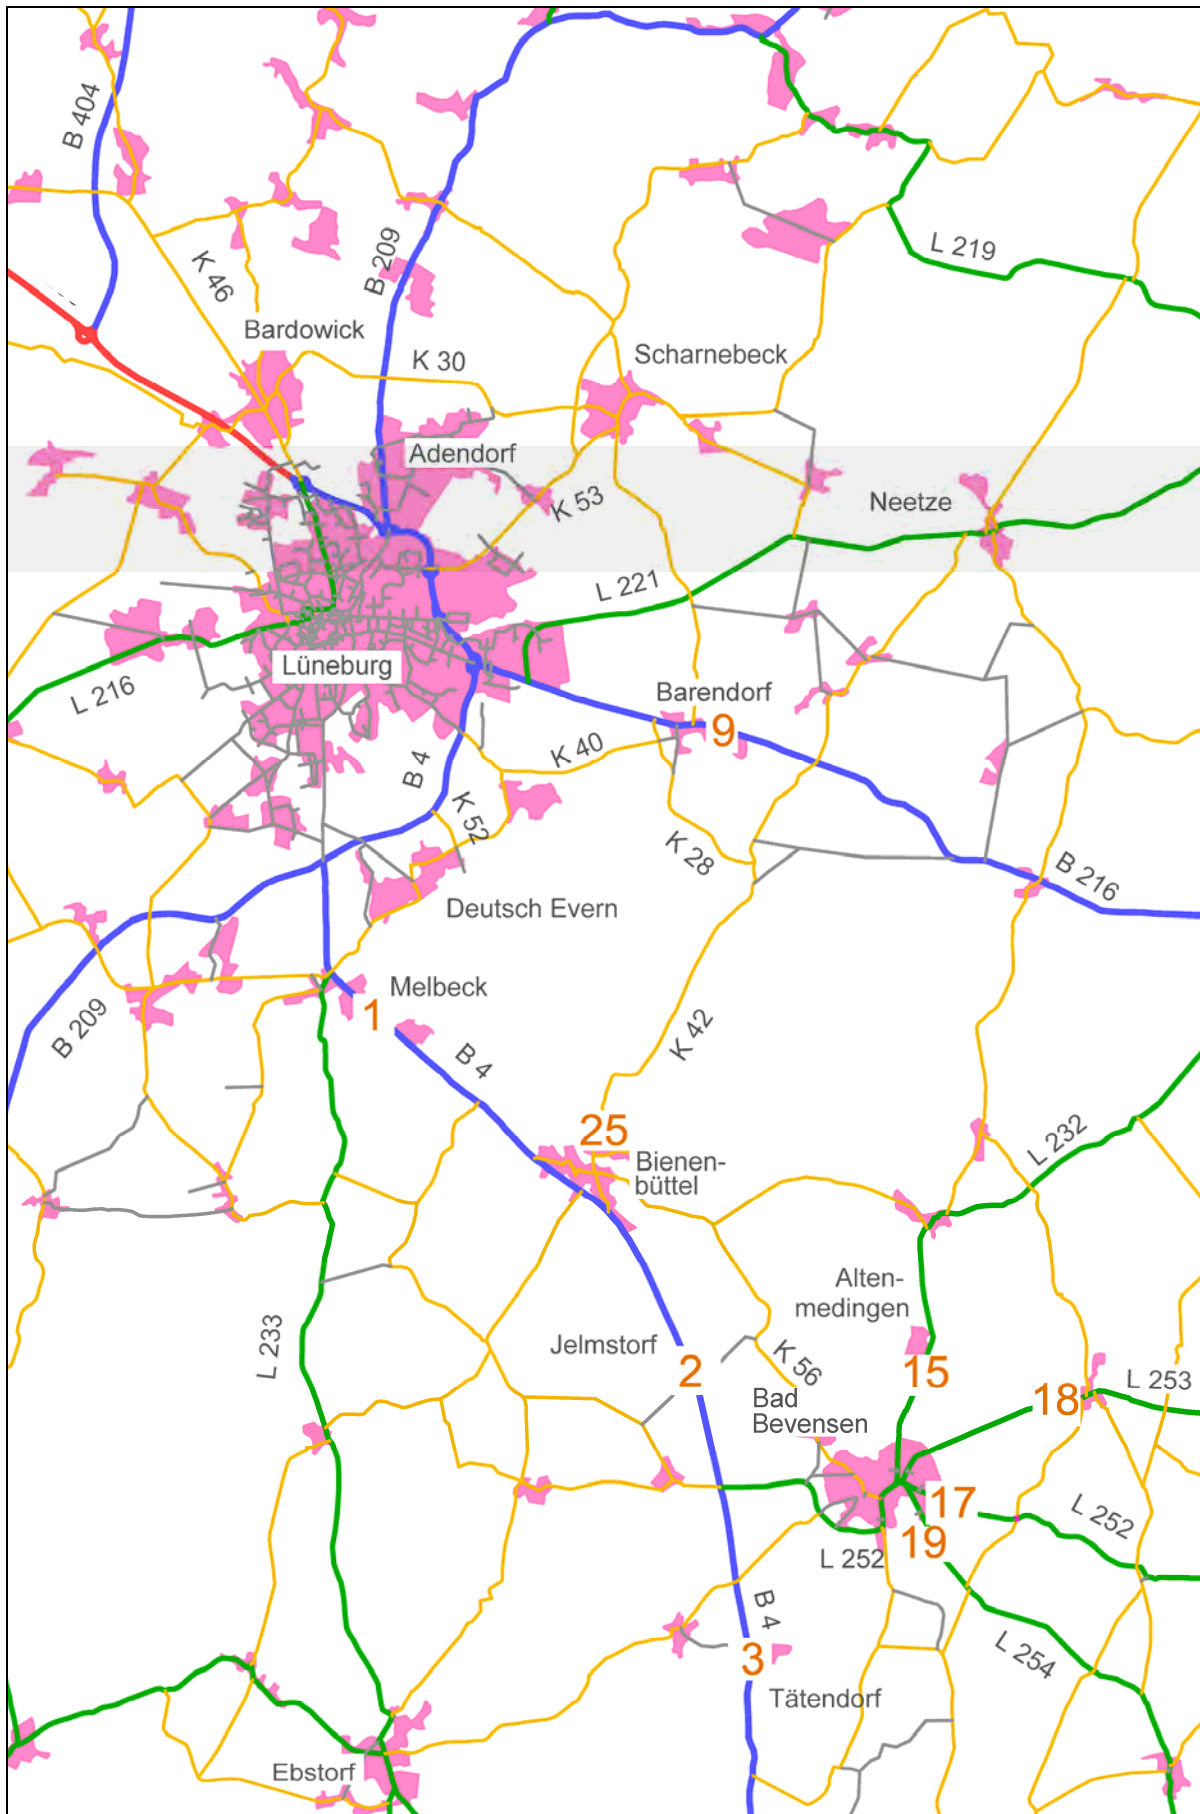 B 404
L 219
K 46
B 209
Bardowick
K 30
Scharnebeck
Adendorf
K 53
Neetze
L 221
Lüneburg
L 216
Barendorf
9
K 40
B 4
K 52
K 28
B 216
Deutsch Evern
Melbeck
1
B 209
K 42
B 4
25
Bienen-
büttel
L 232
Alten-
medingen
L 233
Jelmstorf
2
K 56
15
18
L 253
Bad
Bevensen
17
L 252
19
L 252
B 4
3
L 254
Tätendorf
Ebstorf